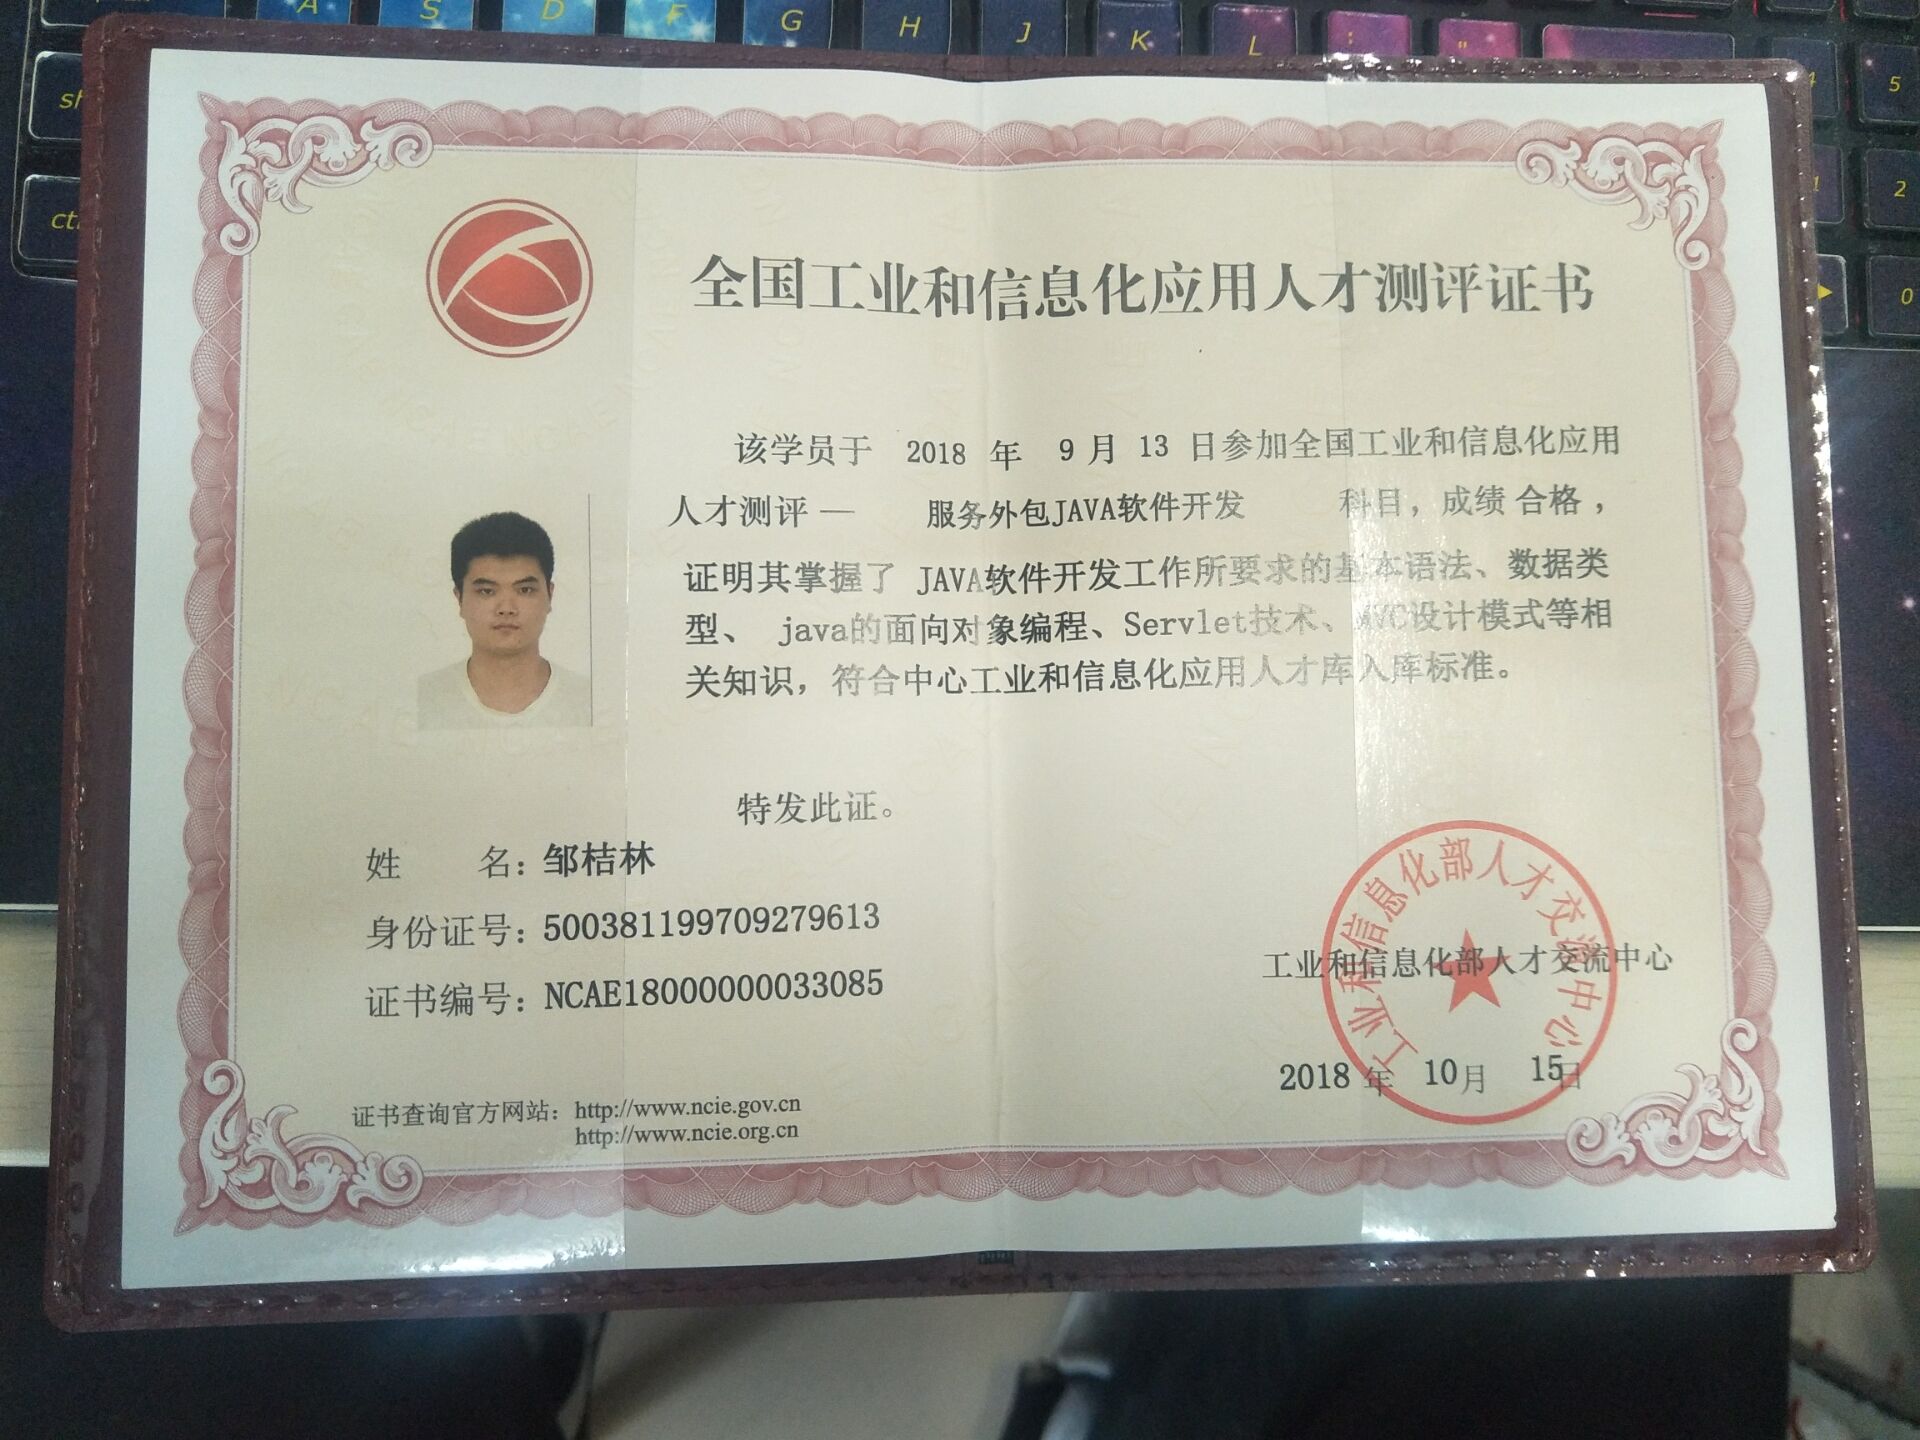 A S D F G H J K L : "
4 5
1 2
0
全国工业和信息化应用人才测评证书
该学员于 2018 年 9 月 13 日参加全国工业和信息化应用
人才测评 — 服务外包JAVA软件开发 科目，成绩 合格，
证明其掌握了 JAVA软件开发工作所要求的基本语法、数据类
型、 java的面向对象编程、Servlet技术、MVC设计模式等相
关知识，符合中心工业和信息化应用人才库入库标准。
特发此证。
姓 名：邹桔林
身份证号：500381199709279613
证书编号：NCAE18000000033085
工业和信息化部人才交流中心
工业和信息化部人才交流中心
2018 年 10 月 15 日
证书查询官方网站：http://www.ncie.gov.cn
http://www.ncie.org.cn